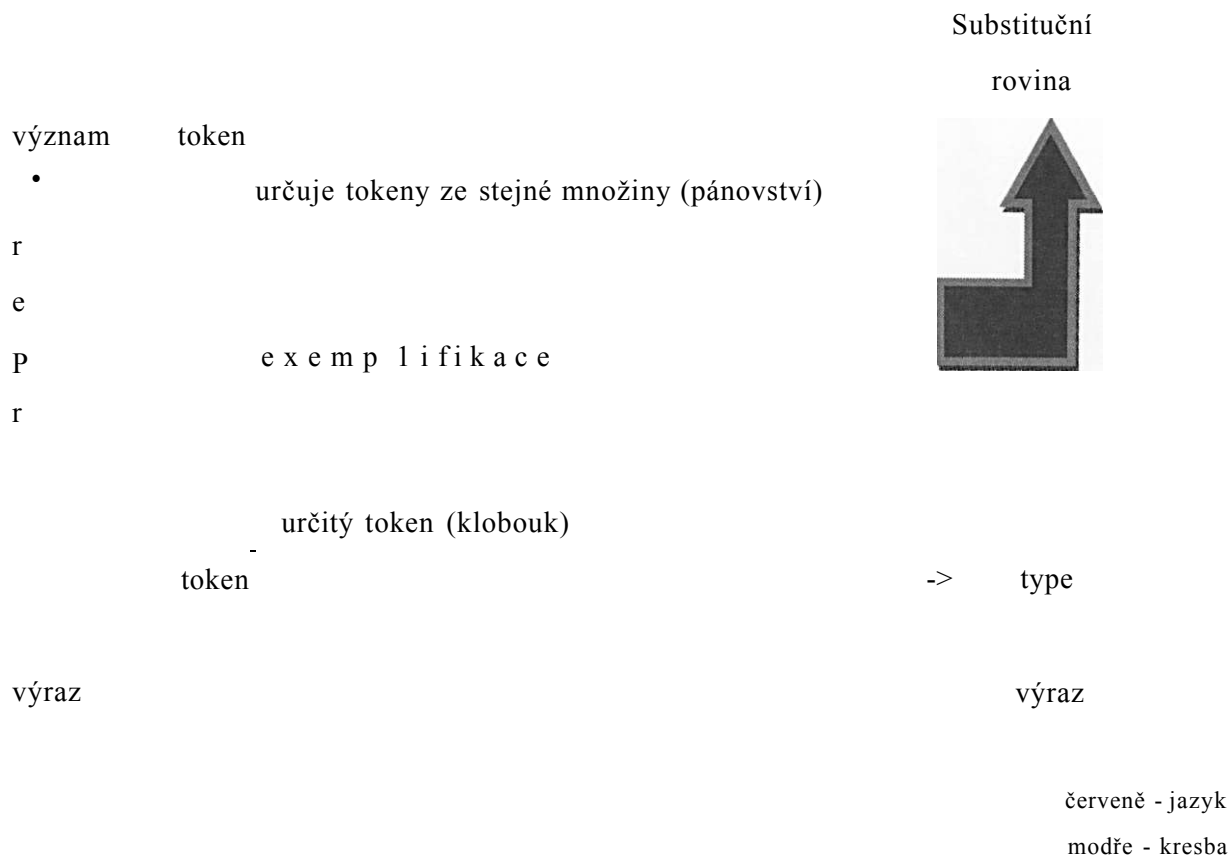 Substituční
rovina
význam token
•
určuje tokeny ze stejné množiny (pánovství)
r
e
P
e x e m p l i f i k a c e
r
určitý token (klobouk)
-
token -> type
výraz výraz
červeně - jazyk
modře - kresba